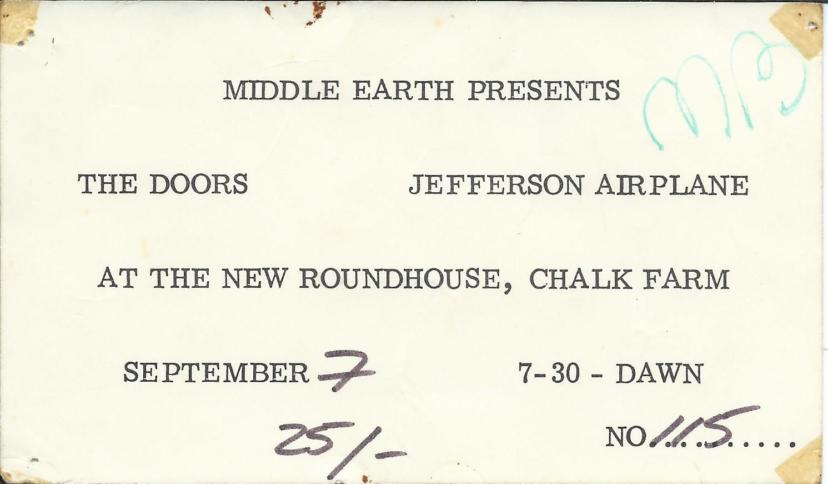 MIDDLE EARTH PRESENTS
THE DOORS JEFFERSON AIRPLANE
AT THE NEW ROUNDHOUSE, CHALK FARM
SEPTEMBER 7 7-30 - DAWN
25/- NO. 115..........